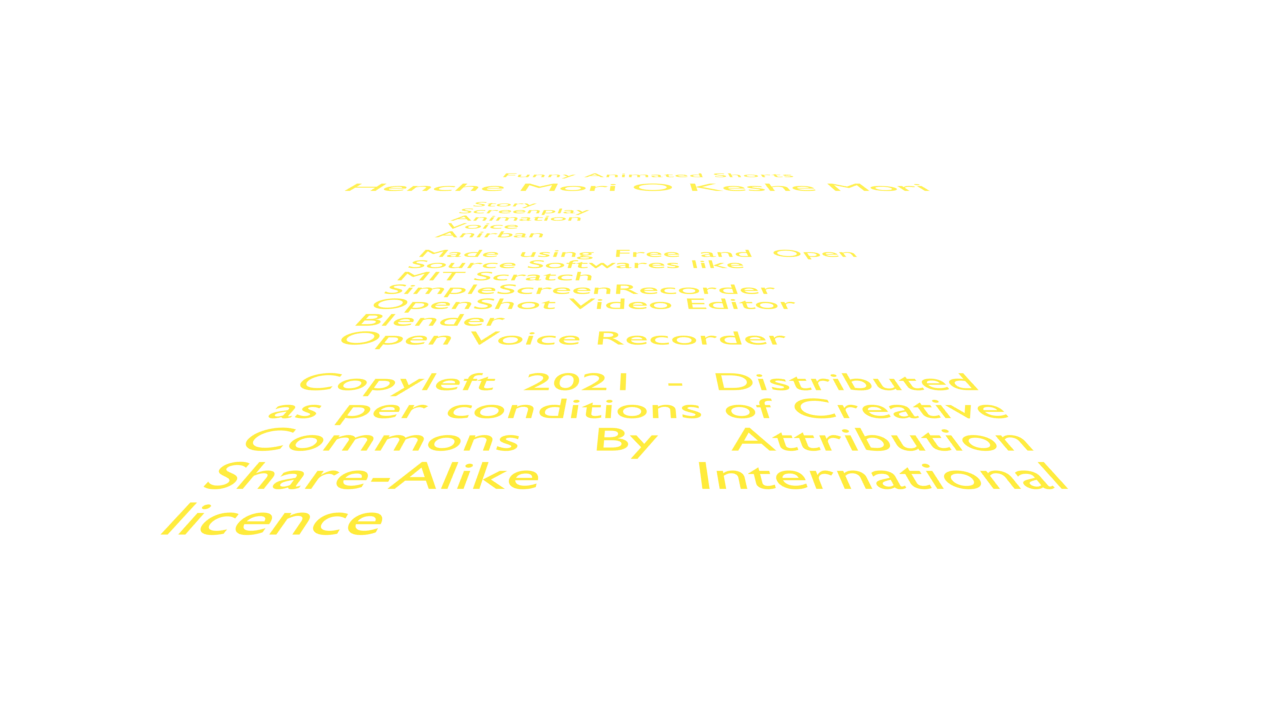 Funny Animated Shorts
Henche Mori O Keshe Mori
Story
Screenplay
Animation
Voice
Anirban
Made using Free and Open
Source Softwares like
MIT Scratch
SimpleScreenRecorder
OpenShot Video Editor
Blender
Open Voice Recorder
Copyleft 2021 - Distributed
as per conditions of Creative
Commons By Attribution
Share-Alike International
licence